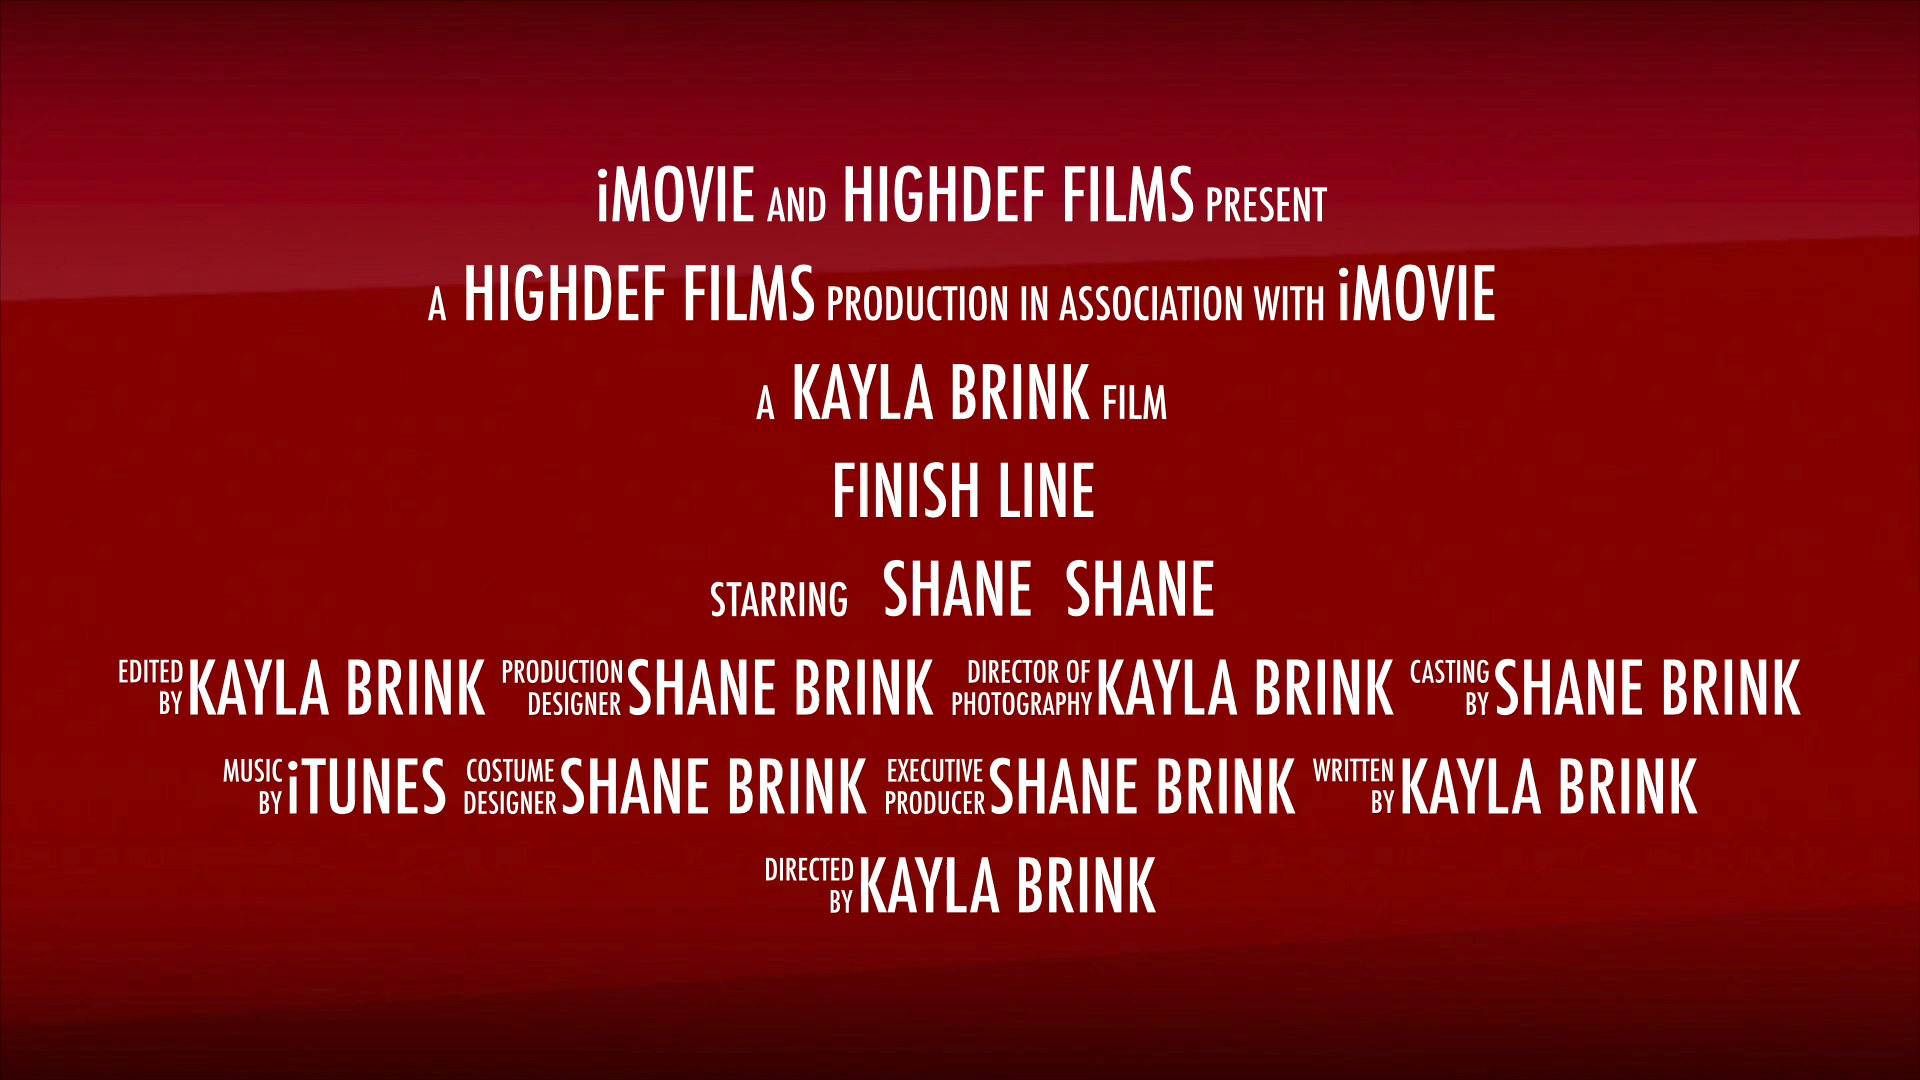 iMOVIE AND HIGHDEF FILMS PRESENT
A HIGHDEF FILMS PRODUCTION IN ASSOCIATION WITH iMOVIE
A KAYLA BRINK FILM
FINISH LINE
STARRING SHANE SHANE
EDITED BY KAYLA BRINK PRODUCTION DESIGNER SHANE BRINK DIRECTOR OF PHOTOGRAPHY KAYLA BRINK CASTING BY SHANE BRINK
MUSIC BY iTUNES COSTUME DESIGNER SHANE BRINK EXECUTIVE PRODUCER SHANE BRINK WRITTEN BY KAYLA BRINK
DIRECTED BY KAYLA BRINK